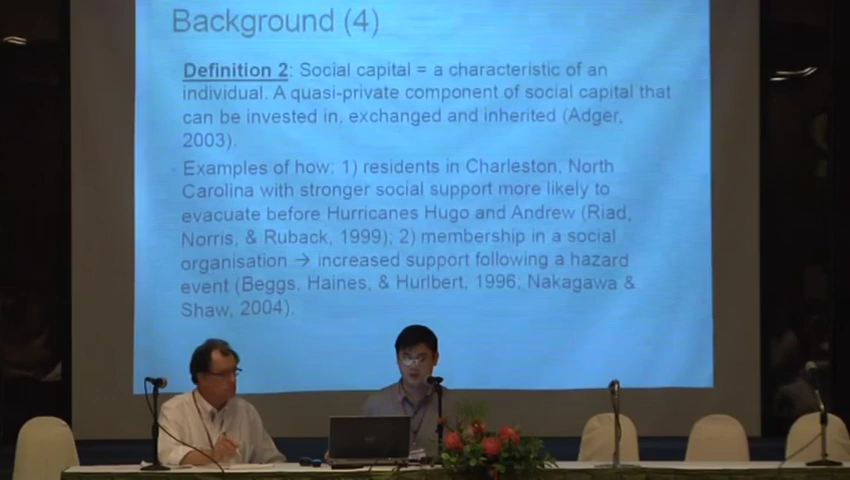 Background (4)
Definition 2: Social capital = a characteristic of an
individual. A quasi-private component of social capital that
can be invested in, exchanged and inherited (Adger,
2003).
Examples of how: 1) residents in Charleston, North
Carolina with stronger social support more likely to
evacuate before Hurricanes Hugo and Andrew (Riad,
Norris, & Ruback, 1999); 2) membership in a social
organisation → increased support following a hazard
event (Beggs, Haines, & Hurlbert, 1996; Nakagawa &
Shaw, 2004).